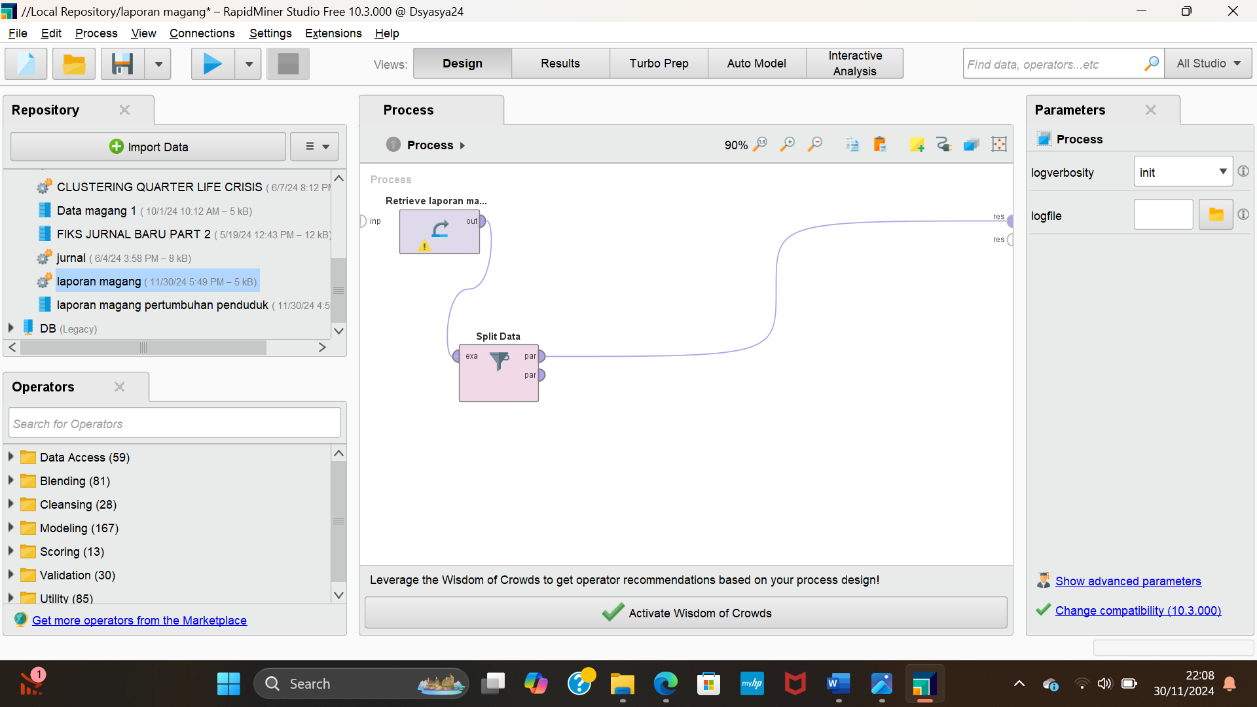 //Local Repository/laporan magang* – RapidMiner Studio Free 10.3.000 @ Dsyasya24
File Edit Process View Connections Settings Extensions Help
Views: Design Results Turbo Prep Auto Model Interactive Analysis
Find data, operators...etc All Studio
Repository
Import Data
CLUSTERING QUARTER LIFE CRISIS ( 6/7/24 8:12 P
Data magang 1 ( 10/1/24 10:12 AM – 5 kB)
FIKS JURNAL BARU PART 2 ( 5/19/24 12:43 PM – 12 kB)
jurnal ( 6/4/24 3:58 PM – 8 kB)
laporan magang ( 11/30/24 5:49 PM – 5 kB)
laporan magang pertumbuhan penduduk ( 11/30/24 4:5
DB (Legacy)
Operators
Search for Operators
Data Access (59)
Blending (81)
Cleansing (28)
Modeling (167)
Scoring (13)
Validation (30)
Utility (85)
Get more operators from the Marketplace
Process
Process
90%
Process
Retrieve laporan ma...
inp
out
res
res
Split Data
exa par
par
Leverage the Wisdom of Crowds to get operator recommendations based on your process design!
Activate Wisdom of Crowds
Parameters
Process
logverbosity init
logfile
Show advanced parameters
Change compatibility (10.3.000)
1
Search
myhp
W
22:08
30/11/2024